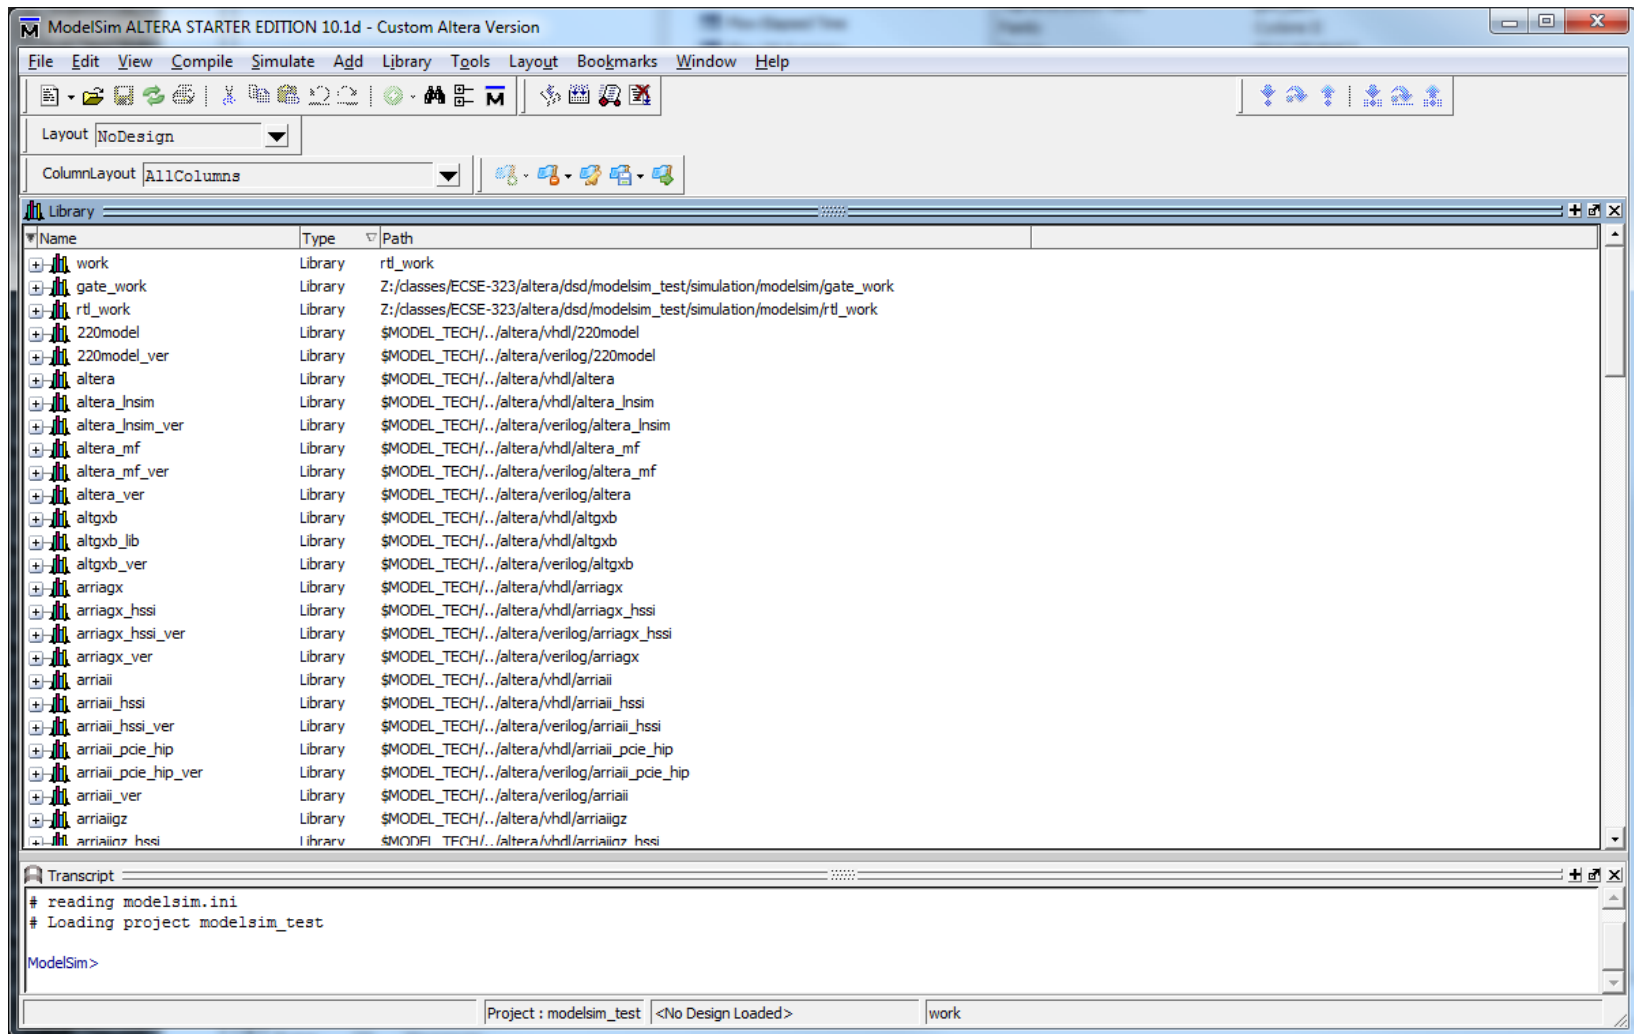 ModelSim ALTERA STARTER EDITION 10.1d - Custom Altera Version
File Edit View Compile Simulate Add Library Tools Layout Bookmarks Window Help
Layout NoDesign
ColumnLayout AllColumns
Library
Name Type Path
work Library rtl_work
gate_work Library Z:/classes/ECSE-323/altera/dsd/modelsim_test/simulation/modelsim/gate_work
rtl_work Library Z:/classes/ECSE-323/altera/dsd/modelsim_test/simulation/modelsim/rtl_work
220model Library $MODEL_TECH/../altera/vhdl/220model
220model_ver Library $MODEL_TECH/../altera/verilog/220model
altera Library $MODEL_TECH/../altera/vhdl/altera
altera_lnsim Library $MODEL_TECH/../altera/vhdl/altera_lnsim
altera_lnsim_ver Library $MODEL_TECH/../altera/verilog/altera_lnsim
altera_mf Library $MODEL_TECH/../altera/vhdl/altera_mf
altera_mf_ver Library $MODEL_TECH/../altera/verilog/altera_mf
altera_ver Library $MODEL_TECH/../altera/verilog/altera
altgxb Library $MODEL_TECH/../altera/vhdl/altgxb
altgxb_lib Library $MODEL_TECH/../altera/vhdl/altgxb
altgxb_ver Library $MODEL_TECH/../altera/verilog/altgxb
arriagx Library $MODEL_TECH/../altera/vhdl/arriagx
arriagx_hssi Library $MODEL_TECH/../altera/vhdl/arriagx_hssi
arriagx_hssi_ver Library $MODEL_TECH/../altera/verilog/arriagx_hssi
arriagx_ver Library $MODEL_TECH/../altera/verilog/arriagx
arriaii Library $MODEL_TECH/../altera/vhdl/arriaii
arriaii_hssi Library $MODEL_TECH/../altera/vhdl/arriaii_hssi
arriaii_hssi_ver Library $MODEL_TECH/../altera/verilog/arriaii_hssi
arriaii_pcie_hip Library $MODEL_TECH/../altera/vhdl/arriaii_pcie_hip
arriaii_pcie_hip_ver Library $MODEL_TECH/../altera/verilog/arriaii_pcie_hip
arriaii_ver Library $MODEL_TECH/../altera/verilog/arriaii
arriaiigz Library $MODEL_TECH/../altera/vhdl/arriaiigz
arriaiigz_hssi Library $MODEL_TECH/../altera/vhdl/arriaiigz_hssi
Transcript
# reading modelsim.ini
# Loading project modelsim_test
ModelSim>
Project : modelsim_test <No Design Loaded> work